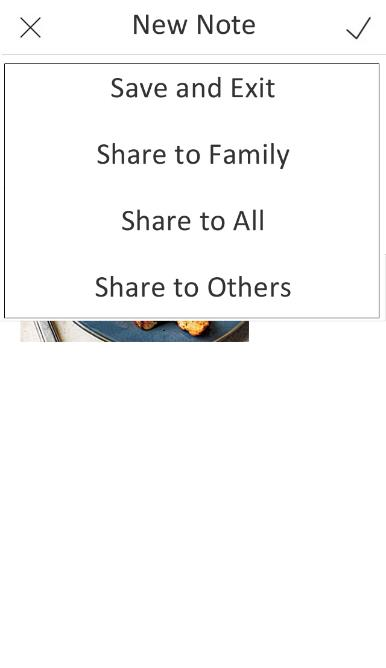 New Note
Save and Exit
Share to Family
Share to All
Share to Others